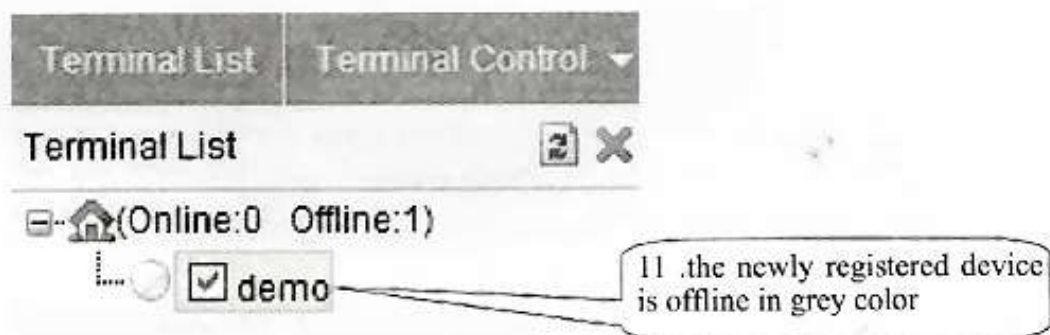 Terminal List Terminal Control
Terminal List
(Online:0 Offline:1)
demo
11 .the newly registered device
is offline in grey color